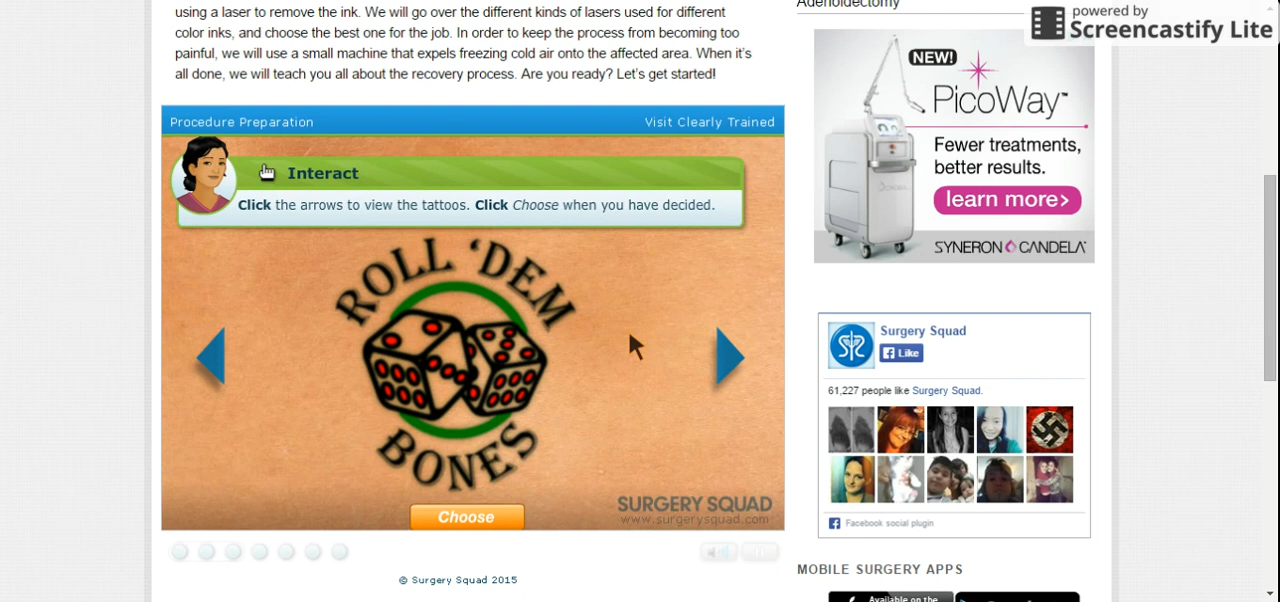 using a laser to remove the ink. We will go over the different kinds of lasers used for different
color inks, and choose the best one for the job. In order to keep the process from becoming too
painful, we will use a small machine that expels freezing cold air onto the affected area. When it's
all done, we will teach you all about the recovery process. Are you ready? Let's get started!
Procedure Preparation
Visit Clearly Trained
Interact
Click the arrows to view the tattoos. Click Choose when you have decided.
ROLL 'DEM
BONES
Choose
SURGERY SQUAD
www.surgerysquad.com
© Surgery Squad 2015
Adenoidectomy
powered by
Screencastify Lite
NEW!
PicoWay™
Fewer treatments,
better results.
learn more>
SYNERON CANDELA
Surgery Squad
Like
61,227 people like Surgery Squad.
Facebook social plugin
MOBILE SURGERY APPS
Available on the